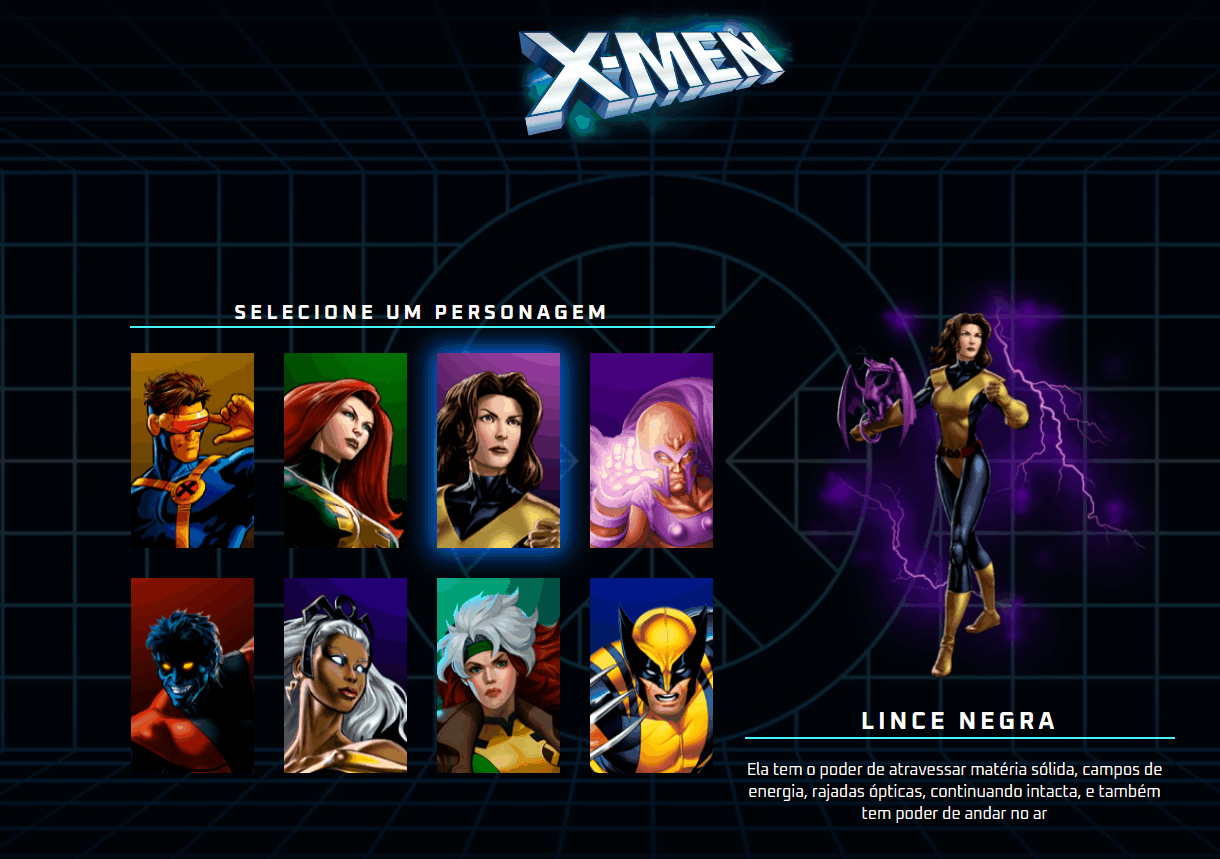 X-MEN
SELECIONE UM PERSONAGEM
LINCE NEGRA
Ela tem o poder de atravessar matéria sólida, campos de
energia, rajadas ópticas, continuando intacta, e também
tem poder de andar no ar